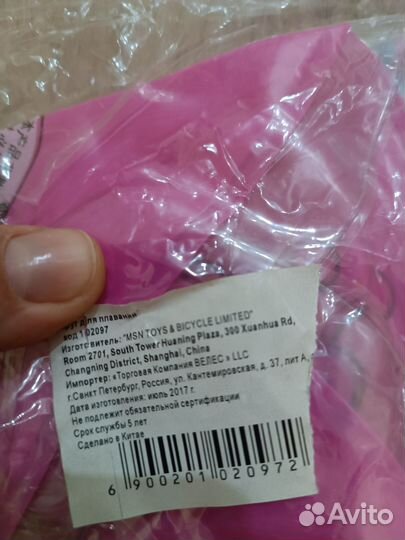 для плавания
код 102097
Изготовитель: "MSN TOYS & BICYCLE LIMITED"
Room 2701, South Tower Huaning Plaza, 300 Xuanhua Rd,
Changning District, Shanghai, China
Импортер: «Торговая Компания ВЕЛЕС » LLC
г.Санкт Петербург, Россия, ул. Кантемировская, д. 37, лит А,
Дата изготовления: июль 2017 г.
Не подлежит обязательной сертификации
Срок службы 5 лет
Сделано в Китае
6 900201 020972
Avito